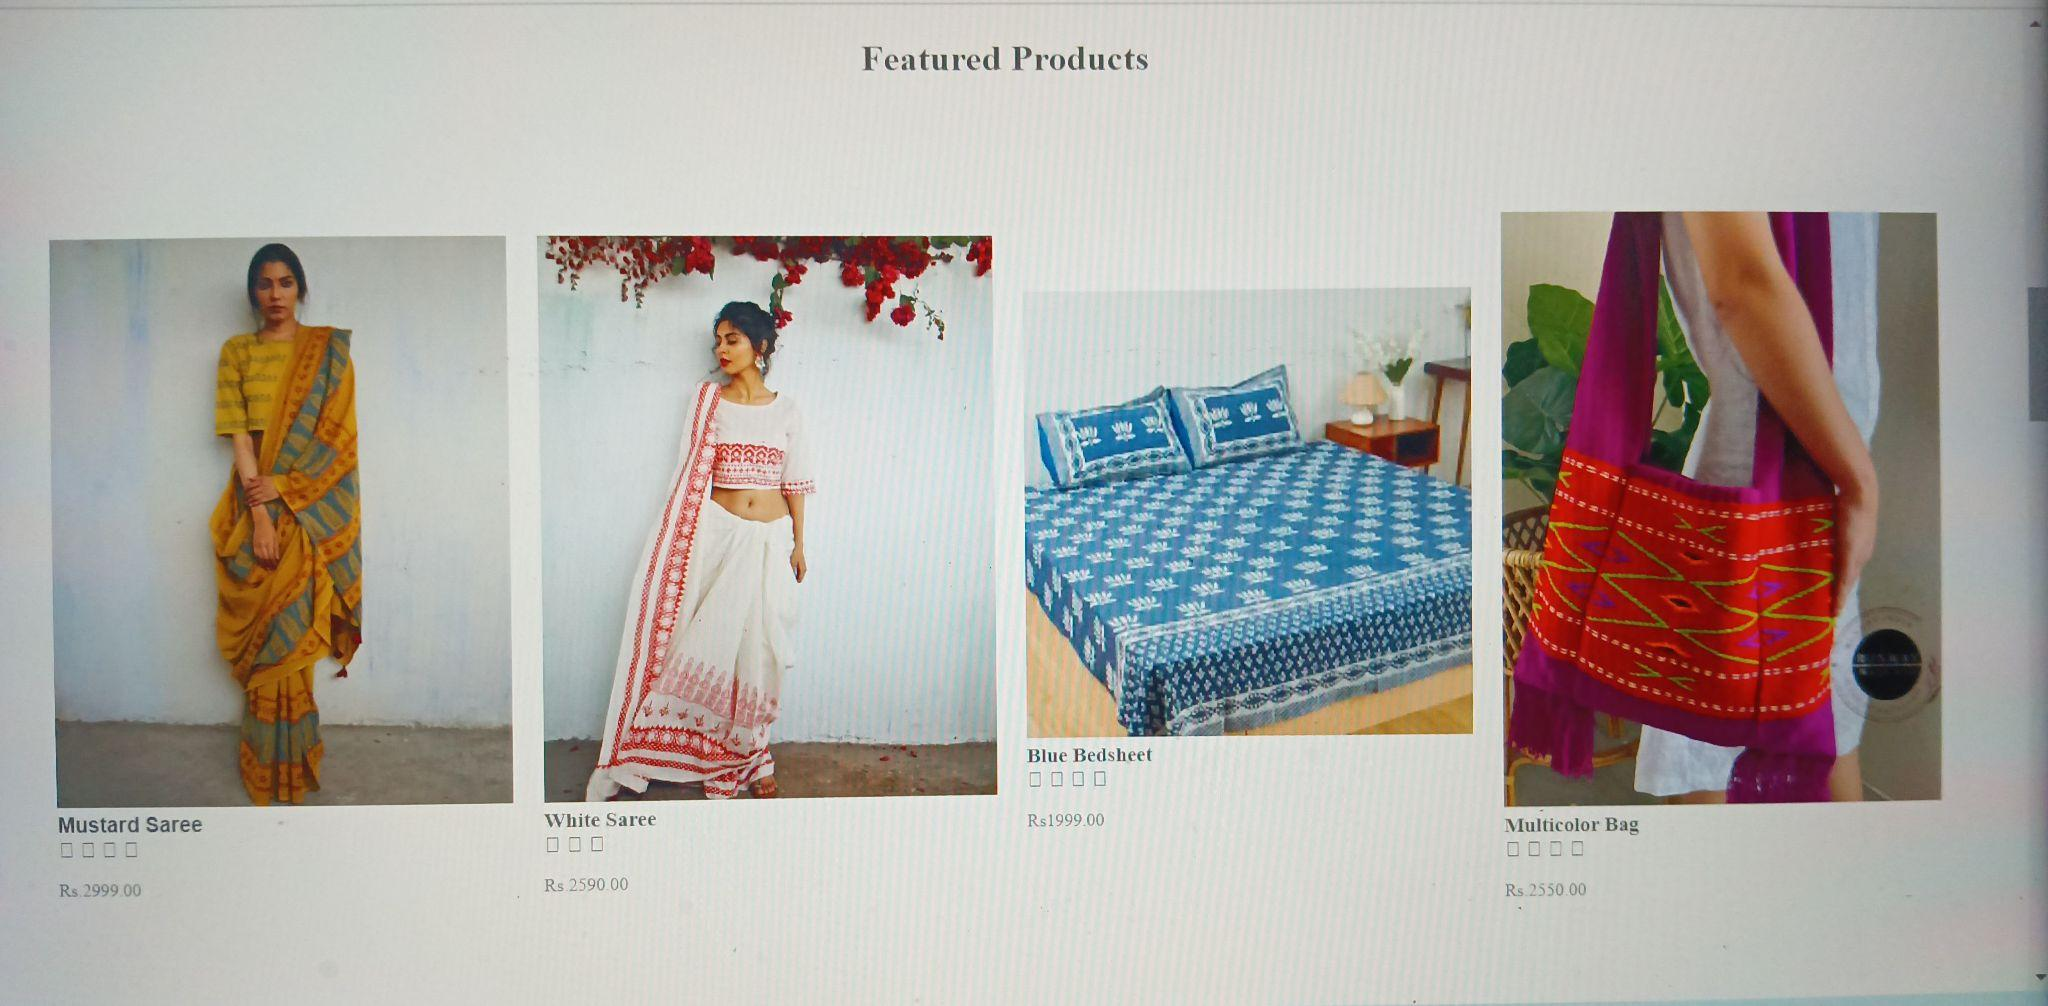 Featured Products
Mustard Saree
Rs.2999.00
White Saree
Rs.2590.00
Blue Bedsheet
Rs1999.00
Multicolor Bag
Rs.2550.00